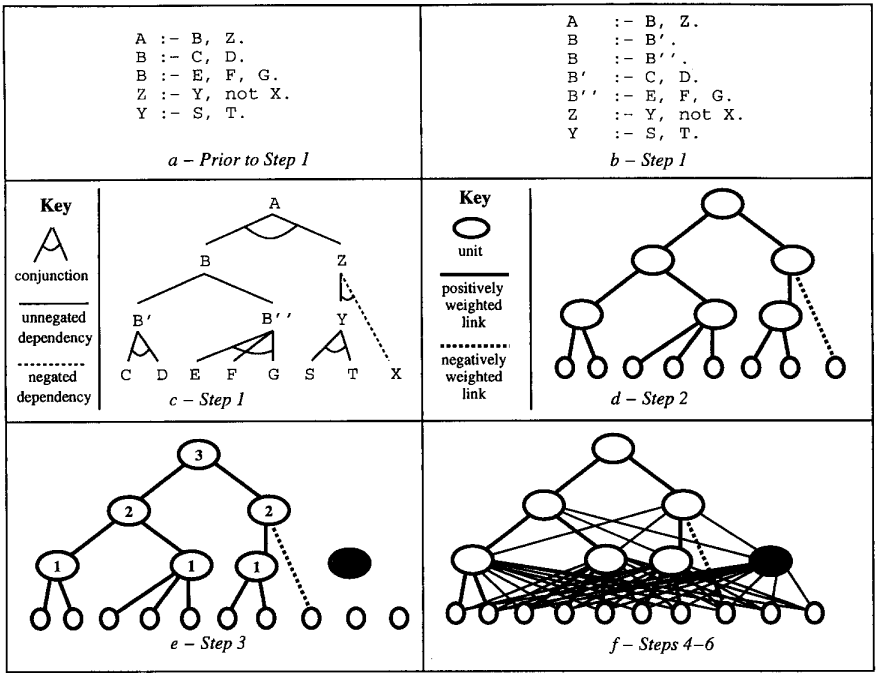 A :- B, Z.
B :- C, D.
B :- E, F, G.
Z :- Y, not X.
Y :- S, T.
a – Prior to Step 1
A :- B, Z.
B :- B'.
B :- B''.
B' :- C, D.
B'' :- E, F, G.
Z :- Y, not X.
Y :- S, T.
b – Step 1
Key
conjunction
unnegated
dependency
negated
dependency
A
B Z
B' B'' Y
C D E F G S T X
c – Step 1
Key
unit
positively
weighted
link
negatively
weighted
link
d – Step 2
3
2 2
1 1 1
e – Step 3
f – Steps 4–6